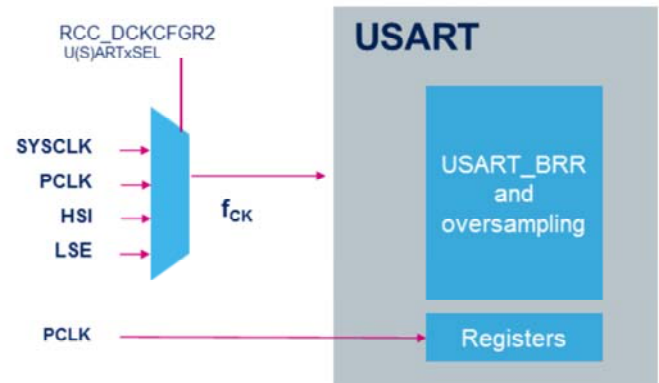 RCC_DCKCFGR2
U(S)ARTxSEL
USART
SYSCLK
PCLK
HSI
LSE
fCK
USART_BRR
and
oversampling
PCLK
Registers